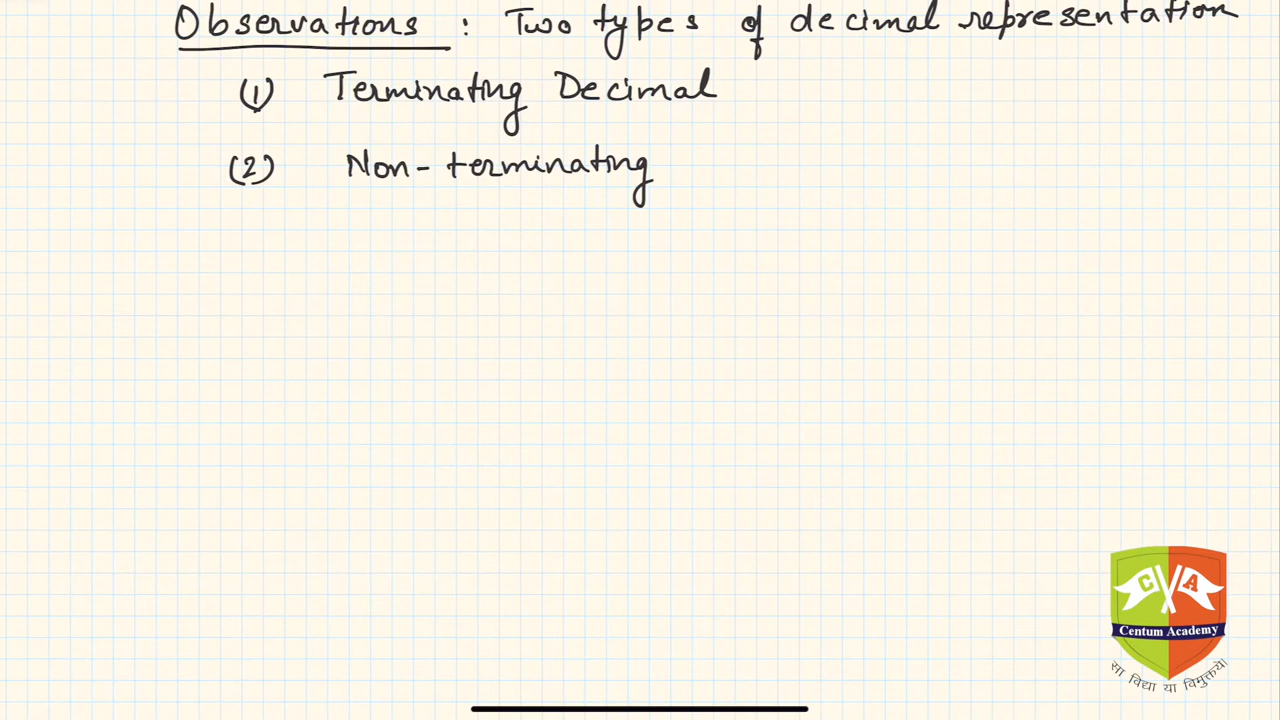 Observations : Two types of decimal representation
(1) Terminating Decimal
(2) Non-terminating
C A
Centum Academy
सा विद्या या विमुक्तये